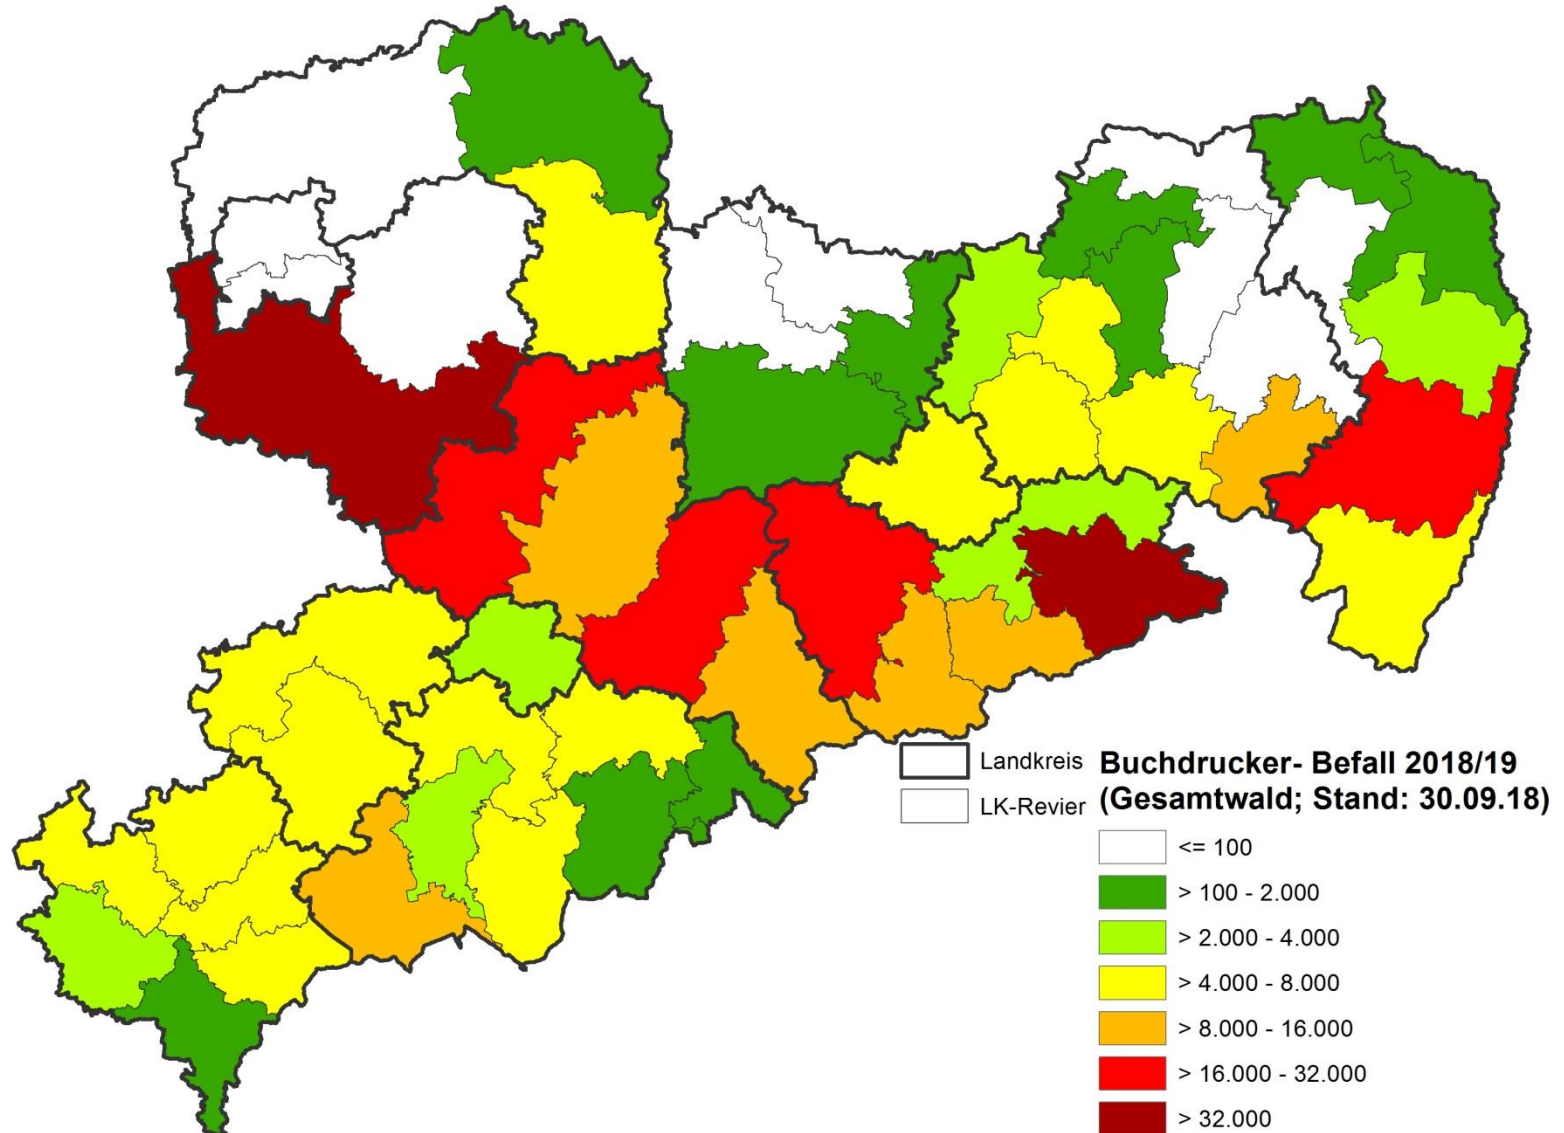 Landkreis
LK-Revier
Buchdrucker- Befall 2018/19
(Gesamtwald; Stand: 30.09.18)
<= 100
> 100 - 2.000
> 2.000 - 4.000
> 4.000 - 8.000
> 8.000 - 16.000
> 16.000 - 32.000
> 32.000